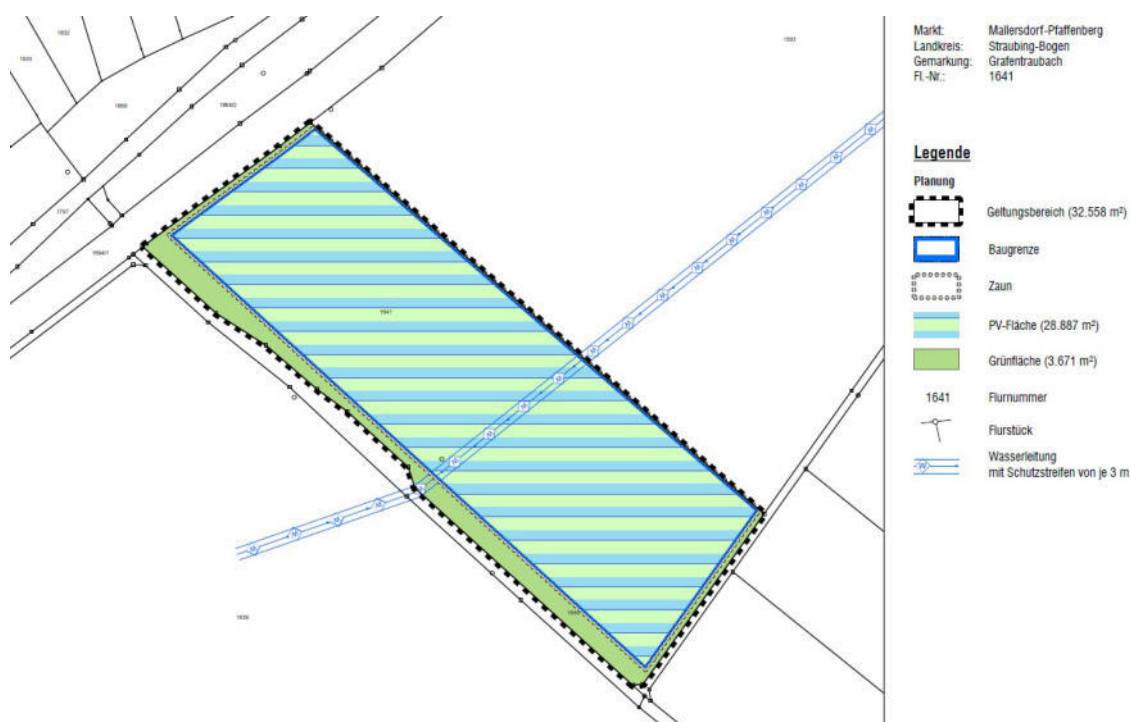 Markt: Mallersdorf-Pfaffenberg
Landkreis: Straubing-Bogen
Gemarkung: Grafentraubach
Fl.-Nr.: 1641
Legende
Planung
Geltungsbereich (32.558 m²)
Baugrenze
Zaun
PV-Fläche (28.887 m²)
Grünfläche (3.671 m²)
1641 Flurnummer
Flurstück
Wasserleitung
mit Schutzstreifen von je 3 m
1641